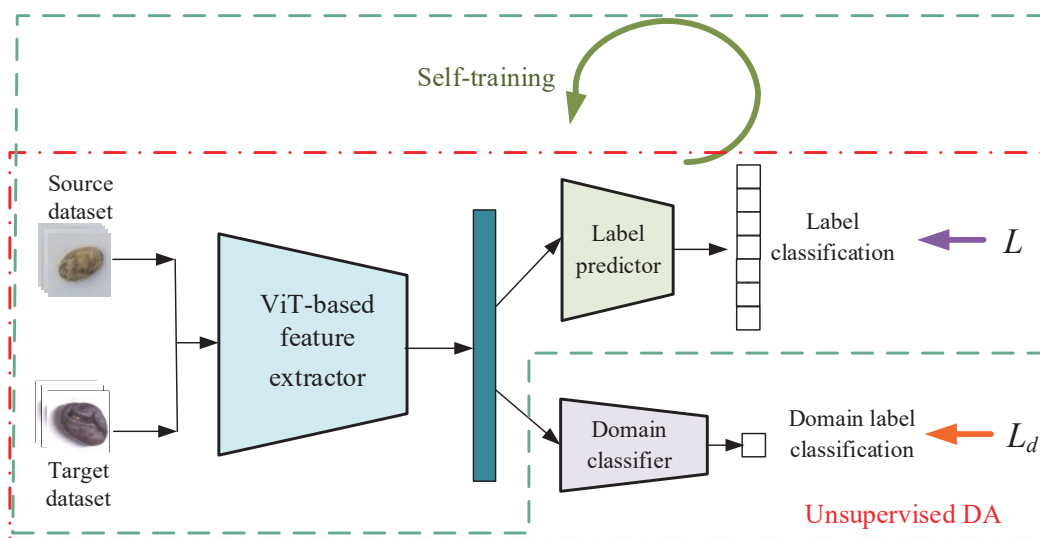 Self-training
Source
dataset
ViT-based
feature
extractor
Target
dataset
Label
predictor
Label
classification
L
Domain
classifier
Domain label
classification
L_d
Unsupervised DA